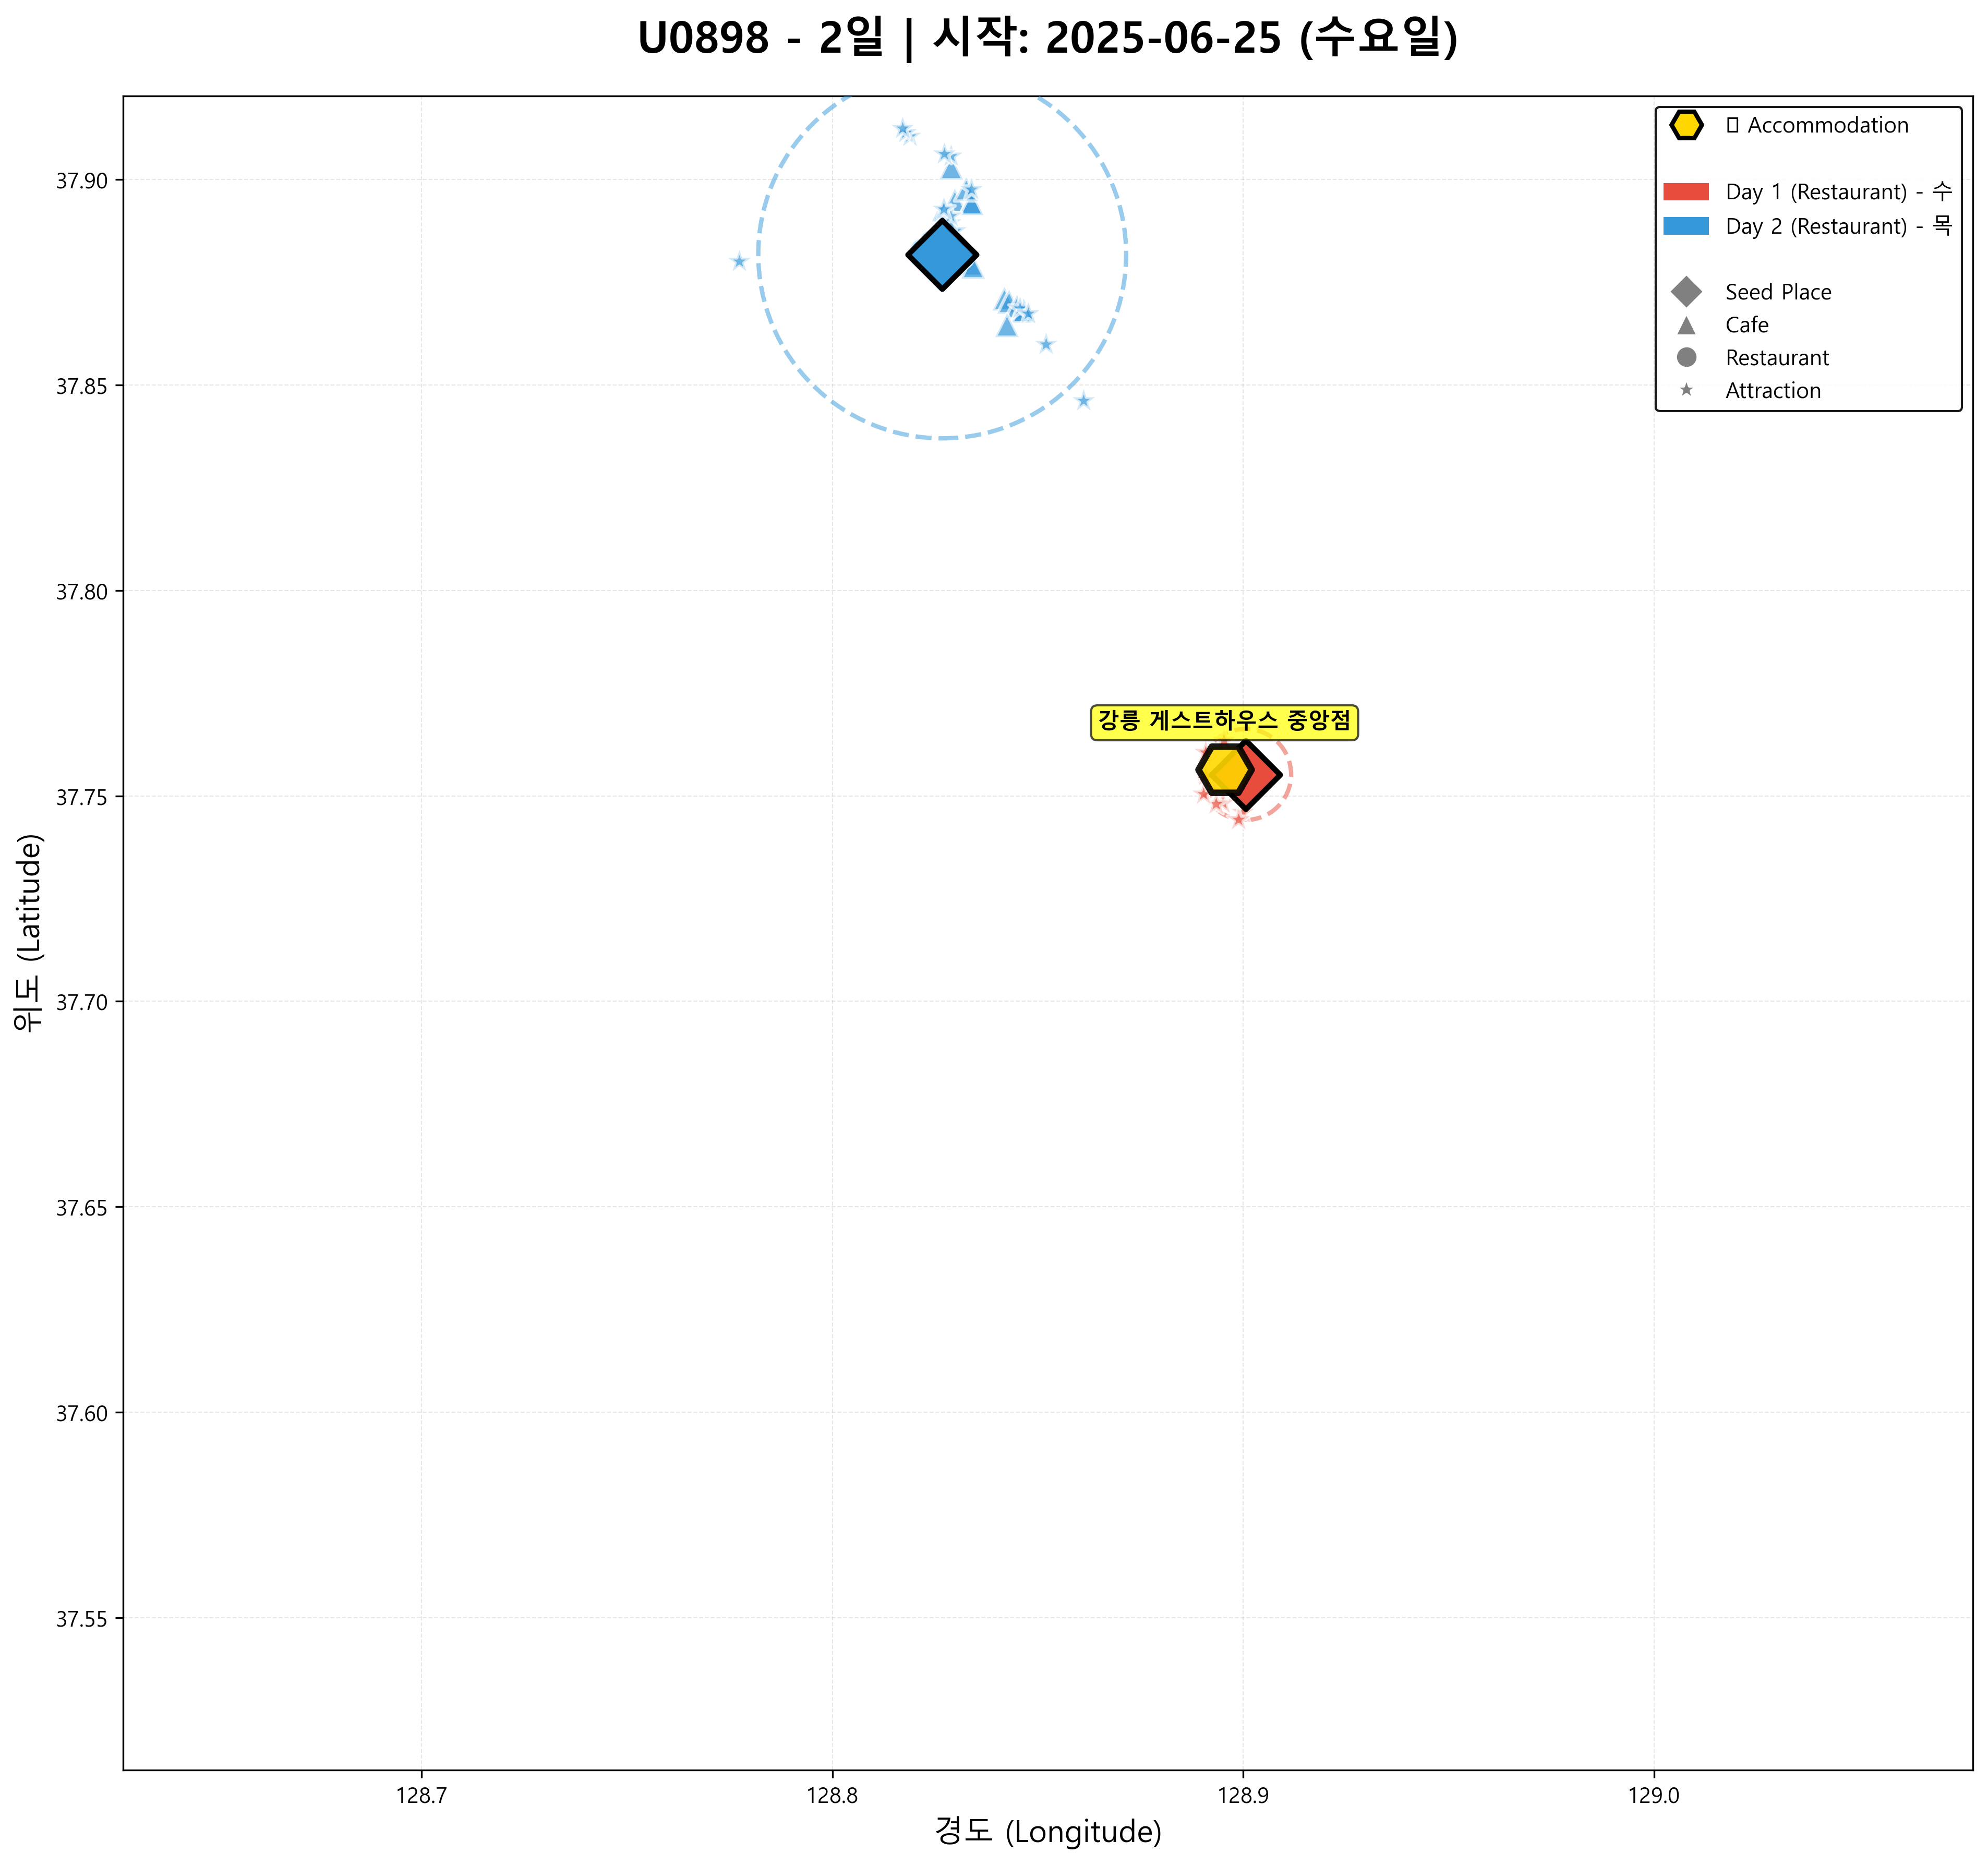 U0898 - 2일 | 시작: 2025-06-25 (수요일)
Accommodation
Day 1 (Restaurant) - 수
Day 2 (Restaurant) - 목
Seed Place
Cafe
Restaurant
Attraction
강릉 게스트하우스 중앙점
위도 (Latitude)
37.90
37.85
37.80
37.75
37.70
37.65
37.60
37.55
128.7
128.8
128.9
129.0
경도 (Longitude)